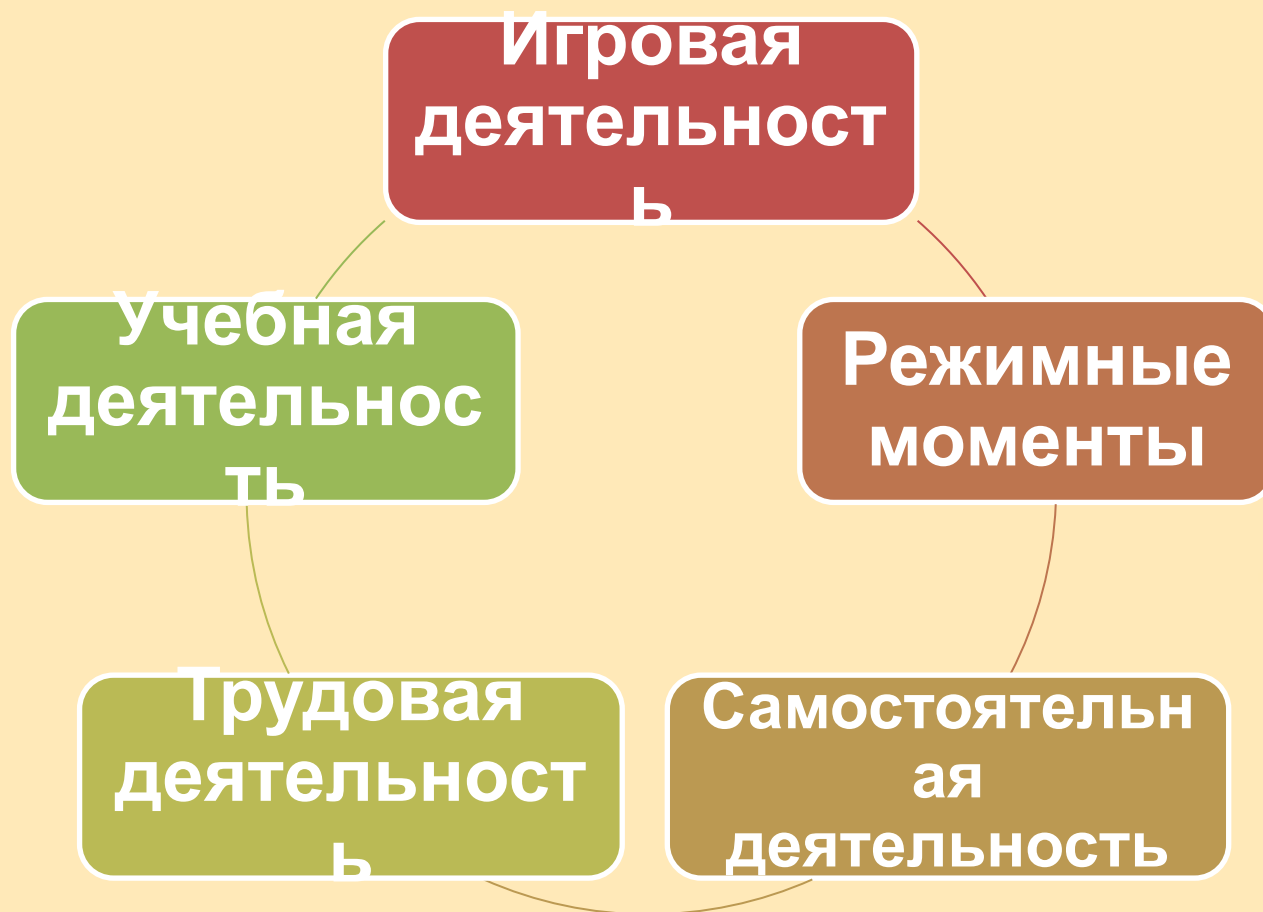 Игровая
деятельност
ь
Учебная
деятельнос
ть
Режимные
моменты
Трудовая
деятельност
ь
Самостоятельн
ая
деятельность